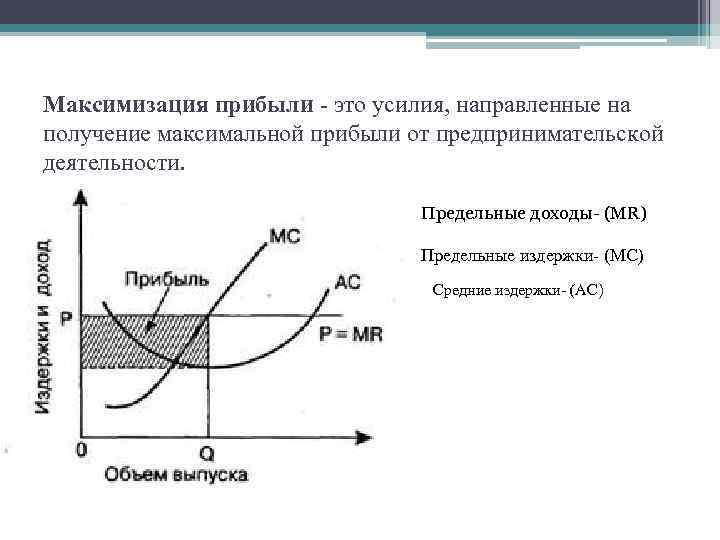 Максимизация прибыли - это усилия, направленные на
получение максимальной прибыли от предпринимательской
деятельности.
Предельные доходы- (MR)
Предельные издержки- (MC)
Средние издержки- (AC)
Издержки и доход
P
Прибыль
MC
AC
P = MR
0
Q
Объем выпуска